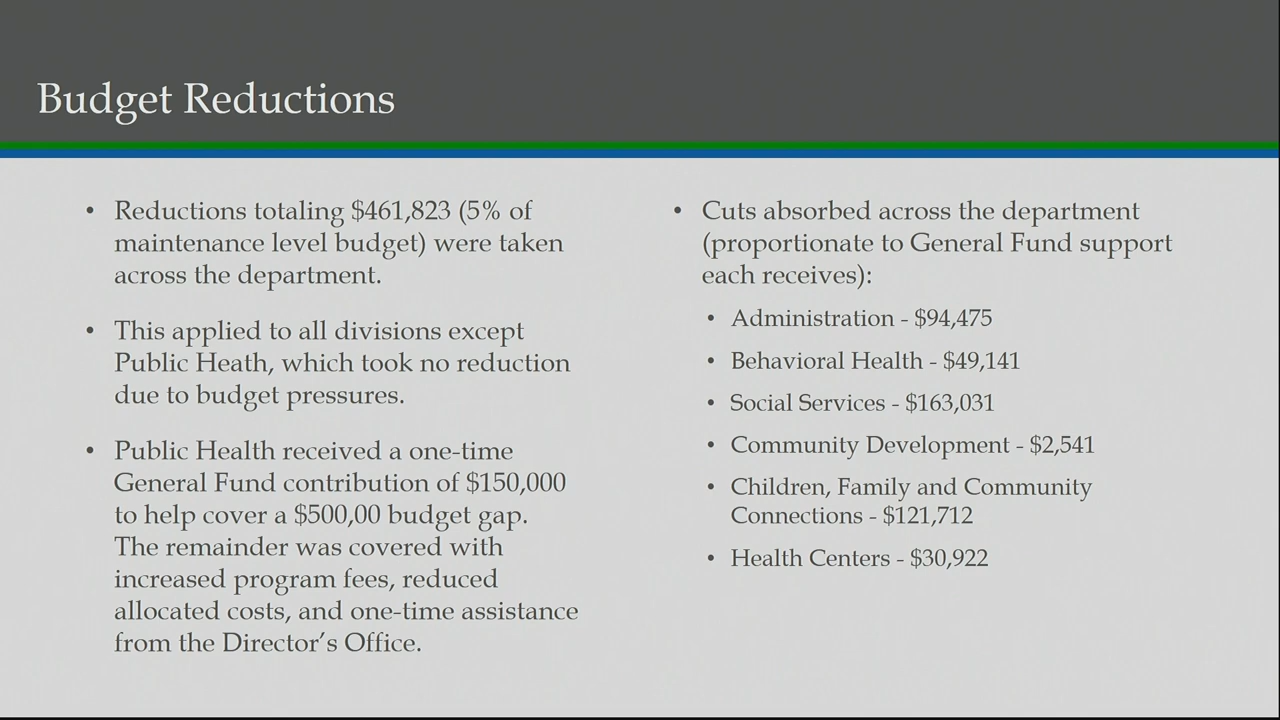 Budget Reductions
• Reductions totaling $461,823 (5% of
maintenance level budget) were taken
across the department.
• This applied to all divisions except
Public Heath, which took no reduction
due to budget pressures.
• Public Health received a one-time
General Fund contribution of $150,000
to help cover a $500,00 budget gap.
The remainder was covered with
increased program fees, reduced
allocated costs, and one-time assistance
from the Director's Office.
• Cuts absorbed across the department
(proportionate to General Fund support
each receives):
• Administration - $94,475
• Behavioral Health - $49,141
• Social Services - $163,031
• Community Development - $2,541
• Children, Family and Community
Connections - $121,712
• Health Centers - $30,922